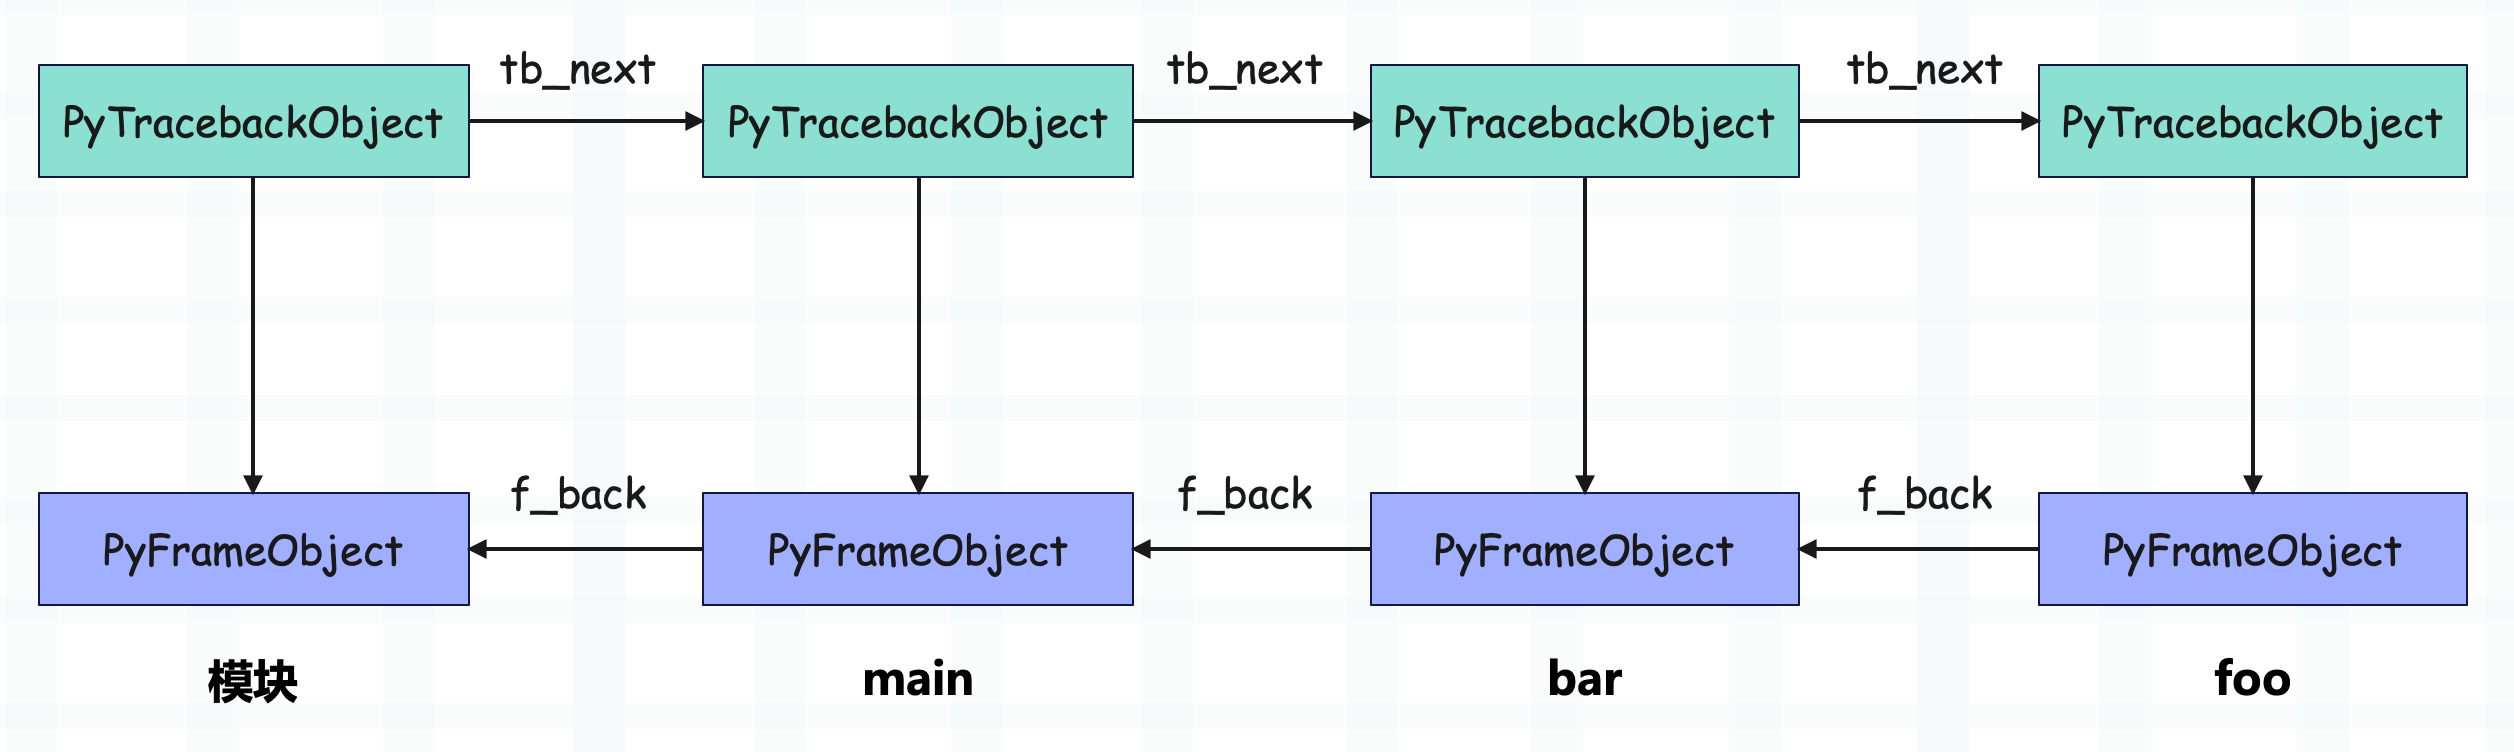 tb_next tb_next tb_next
PyTracebackObject PyTracebackObject PyTracebackObject PyTracebackObject
f_back f_back f_back
PyFrameObject PyFrameObject PyFrameObject PyFrameObject
模块 main bar foo